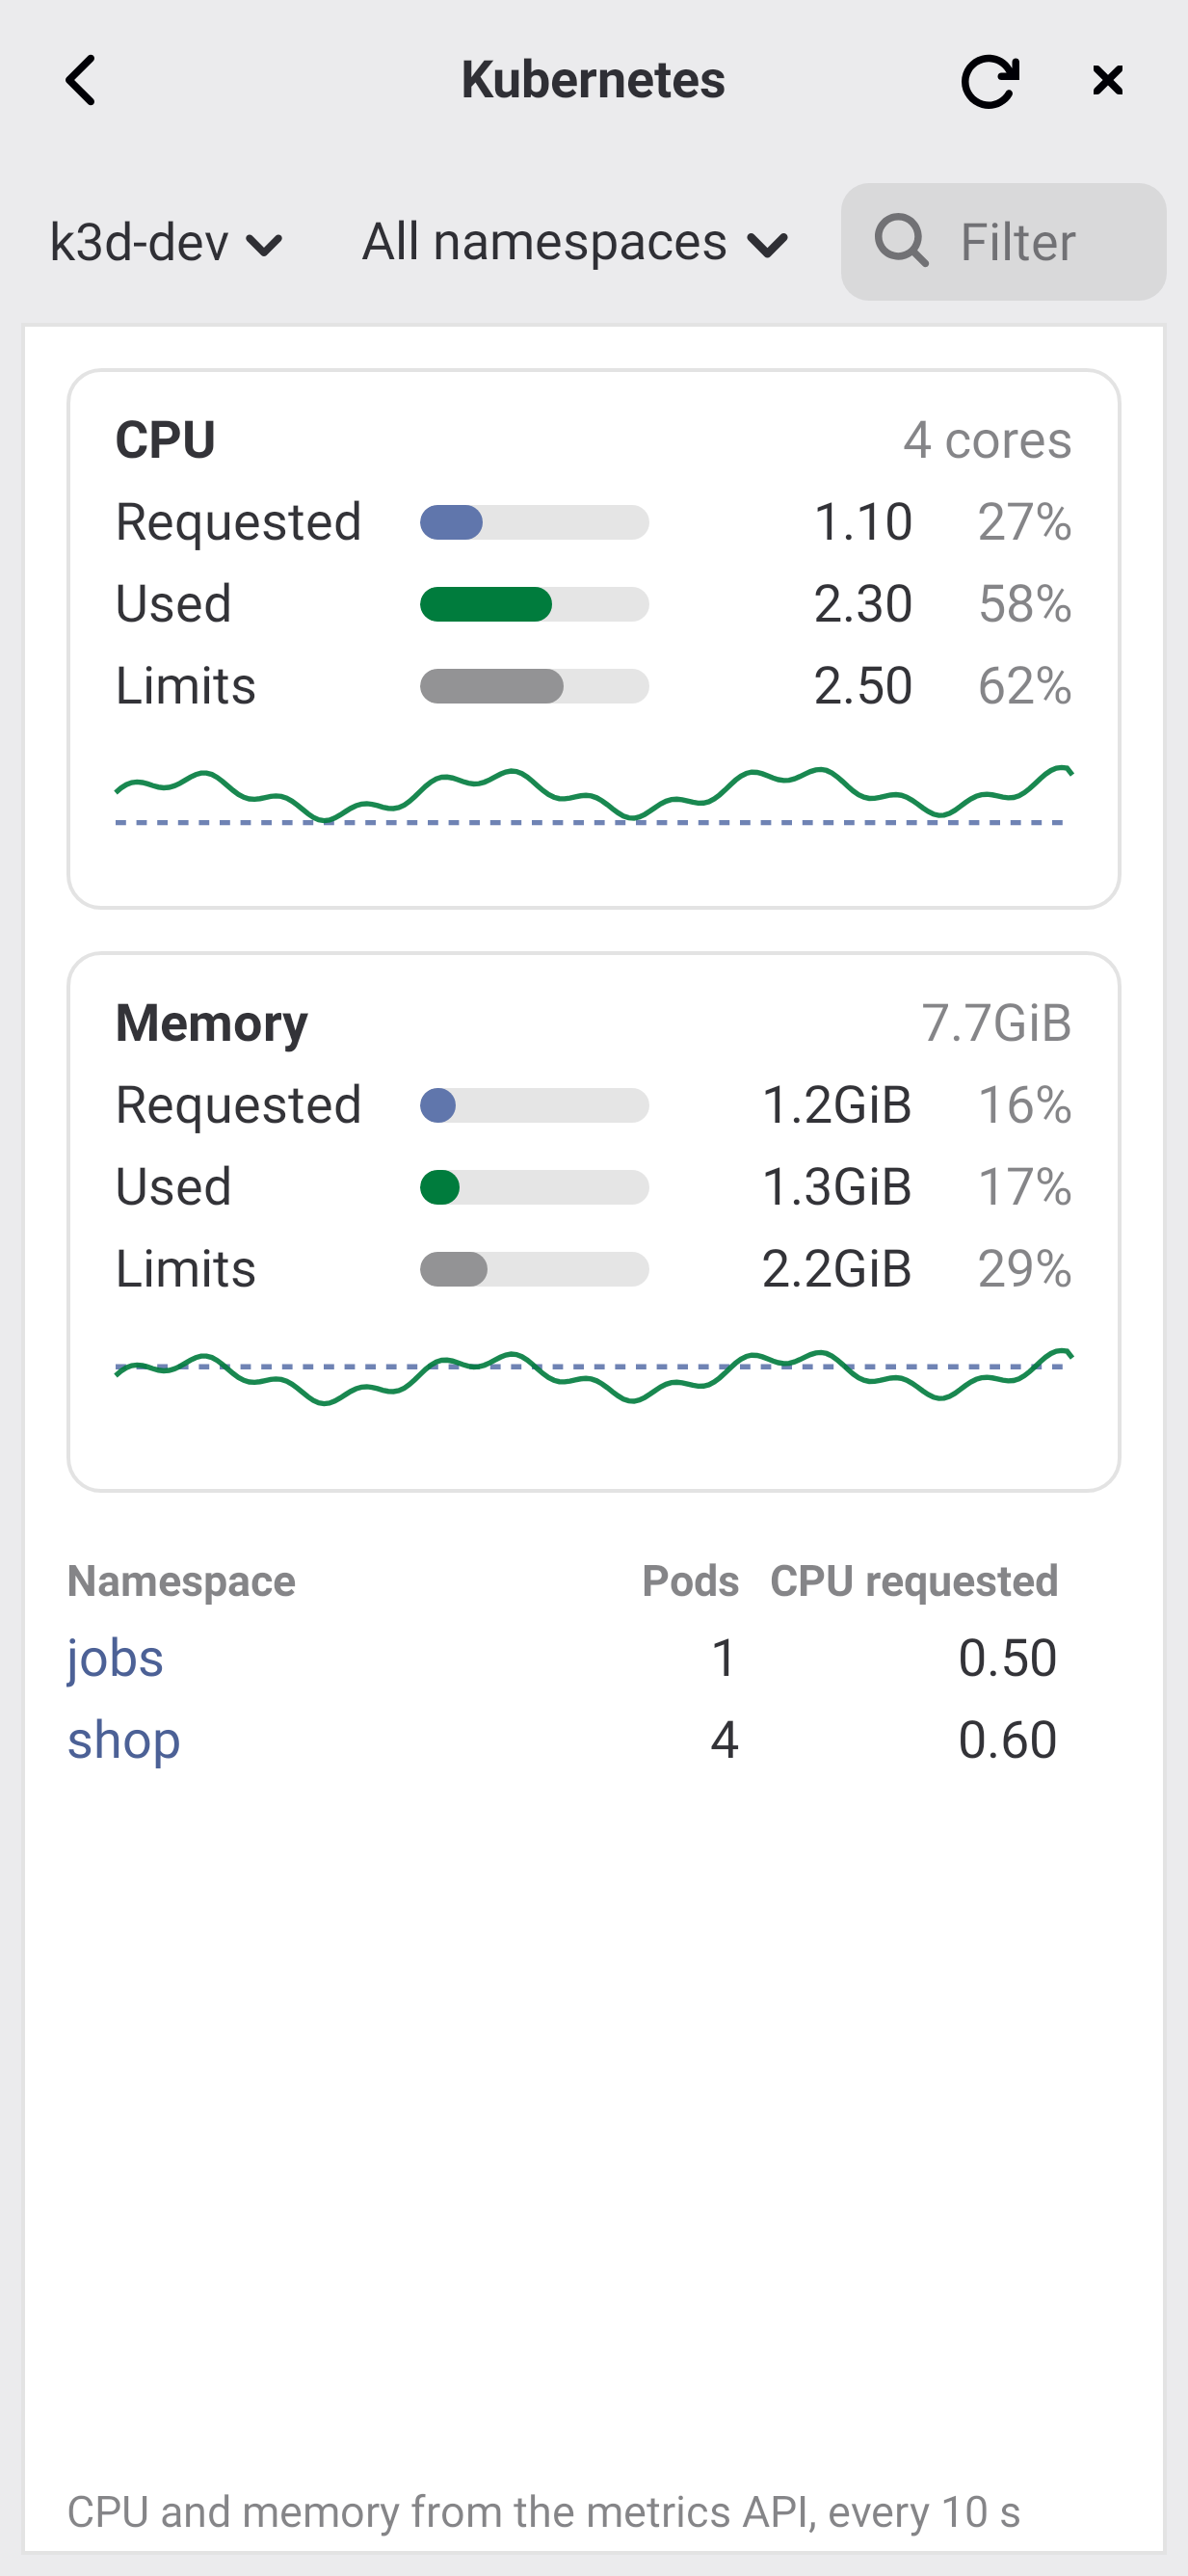 Kubernetes
k3d-dev All namespaces Filter
CPU 4 cores
Requested 1.10 27%
Used 2.30 58%
Limits 2.50 62%
Memory 7.7GiB
Requested 1.2GiB 16%
Used 1.3GiB 17%
Limits 2.2GiB 29%
Namespace Pods CPU requested
jobs 1 0.50
shop 4 0.60
CPU and memory from the metrics API, every 10 s